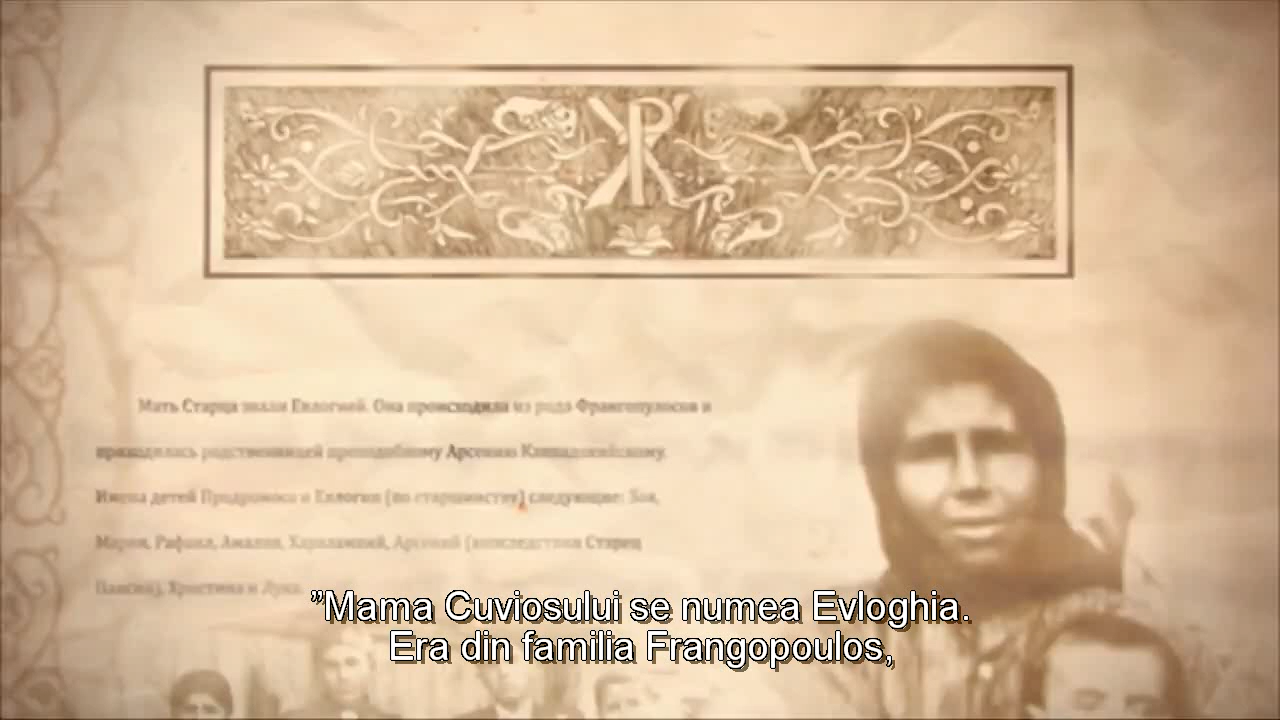 Мать Старца звали Евлогией. Она происходила из рода Франгопулосов и
приходилась родственницей преподобному Арсению Каппадокийскому.
Имена детей Продромоса и Евлогии (по старшинству) следующие: Зоя,
Мария, Рафаил, Амалия, Харалампий, Арсений (впоследствии Старец
Паисий), Христина и Лука.
”Mama Cuviosului se numea Evloghia.
Era din familia Frangopoulos,